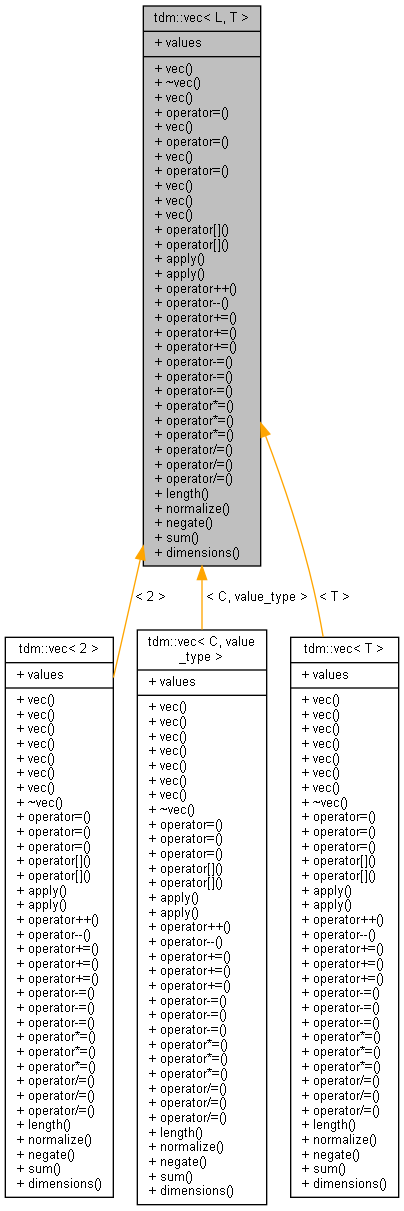 tdm::vec< L, T >
+ values
+ vec()
+ ~vec()
+ vec()
+ operator=()
+ vec()
+ operator=()
+ vec()
+ operator=()
+ vec()
+ vec()
+ vec()
+ operator[]()
+ operator[]()
+ apply()
+ apply()
+ operator++()
+ operator--()
+ operator+=()
+ operator+=()
+ operator+=()
+ operator-=()
+ operator-=()
+ operator-=()
+ operator*=()
+ operator*=()
+ operator*=()
+ operator/=()
+ operator/=()
+ operator/=()
+ length()
+ normalize()
+ negate()
+ sum()
+ dimensions()
< 2 >
< C, value_type >
< T >
tdm::vec< 2 >
+ values
+ vec()
+ vec()
+ vec()
+ vec()
+ vec()
+ vec()
+ vec()
+ ~vec()
+ operator=()
+ operator=()
+ operator=()
+ operator[]()
+ operator[]()
+ apply()
+ apply()
+ operator++()
+ operator--()
+ operator+=()
+ operator+=()
+ operator+=()
+ operator-=()
+ operator-=()
+ operator-=()
+ operator*=()
+ operator*=()
+ operator*=()
+ operator/=()
+ operator/=()
+ operator/=()
+ length()
+ normalize()
+ negate()
+ sum()
+ dimensions()
tdm::vec< C, value
_type >
+ values
+ vec()
+ vec()
+ vec()
+ vec()
+ vec()
+ vec()
+ vec()
+ ~vec()
+ operator=()
+ operator=()
+ operator=()
+ operator[]()
+ operator[]()
+ apply()
+ apply()
+ operator++()
+ operator--()
+ operator+=()
+ operator+=()
+ operator+=()
+ operator-=()
+ operator-=()
+ operator-=()
+ operator*=()
+ operator*=()
+ operator*=()
+ operator/=()
+ operator/=()
+ operator/=()
+ length()
+ normalize()
+ negate()
+ sum()
+ dimensions()
tdm::vec< T >
+ values
+ vec()
+ vec()
+ vec()
+ vec()
+ vec()
+ vec()
+ vec()
+ ~vec()
+ operator=()
+ operator=()
+ operator=()
+ operator[]()
+ operator[]()
+ apply()
+ apply()
+ operator++()
+ operator--()
+ operator+=()
+ operator+=()
+ operator+=()
+ operator-=()
+ operator-=()
+ operator-=()
+ operator*=()
+ operator*=()
+ operator*=()
+ operator/=()
+ operator/=()
+ operator/=()
+ length()
+ normalize()
+ negate()
+ sum()
+ dimensions()